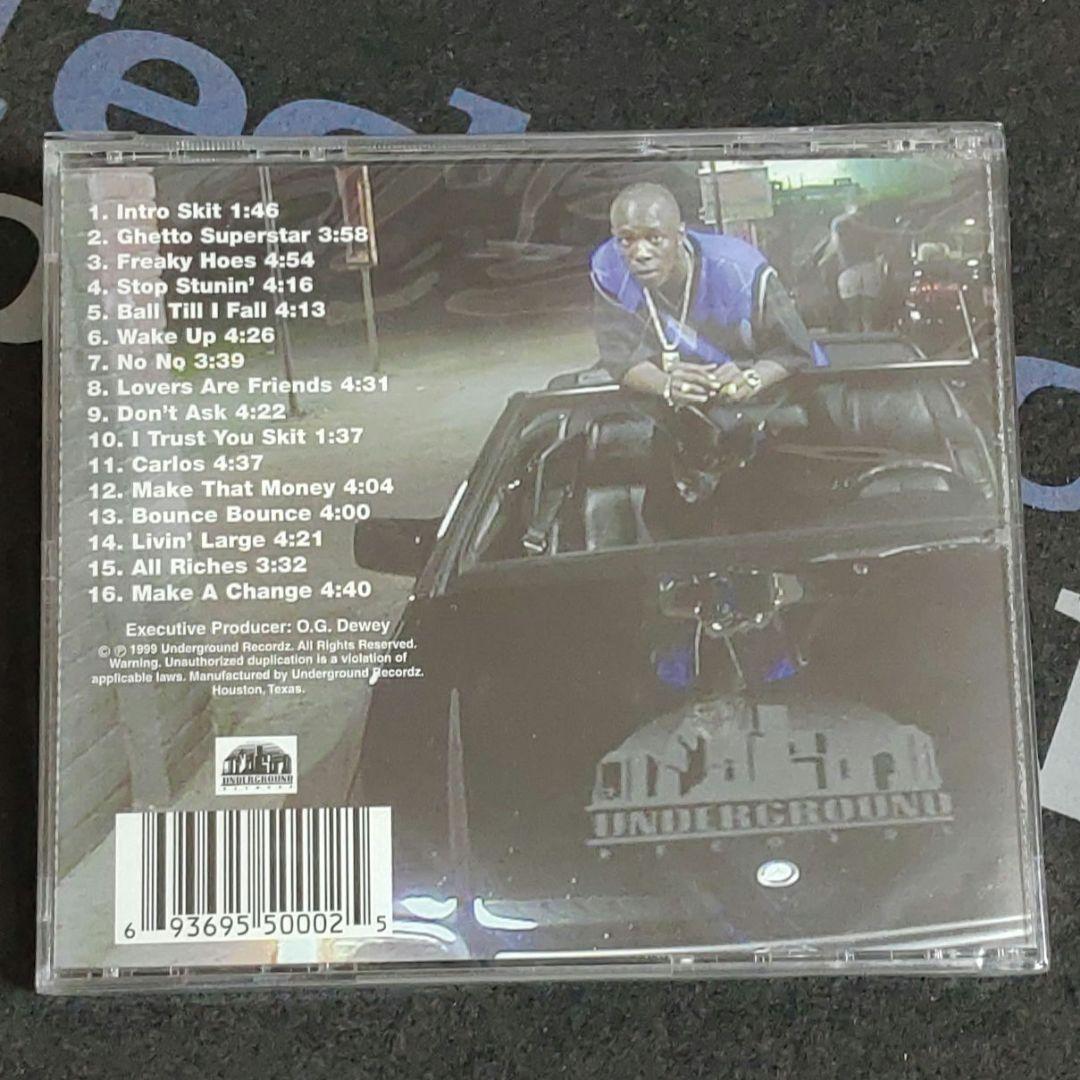 1. Intro Skit 1:46
2. Ghetto Superstar 3:58
3. Freaky Hoes 4:54
4. Stop Stunin' 4:16
5. Ball Till I Fall 4:13
6. Wake Up 4:26
7. No No 3:39
8. Lovers Are Friends 4:31
9. Don't Ask 4:22
10. I Trust You Skit 1:37
11. Carlos 4:37
12. Make That Money 4:04
13. Bounce Bounce 4:00
14. Livin' Large 4:21
15. All Riches 3:32
16. Make A Change 4:40
Executive Producer: O.G. Dewey
© ℗ 1999 Underground Recordz. All Rights Reserved.
Warning. Unauthorized duplication is a violation of
applicable laws. Manufactured by Underground Recordz.
Houston, Texas.
UNDERGROUND
6 93695 50002 5
UNDERGROUND